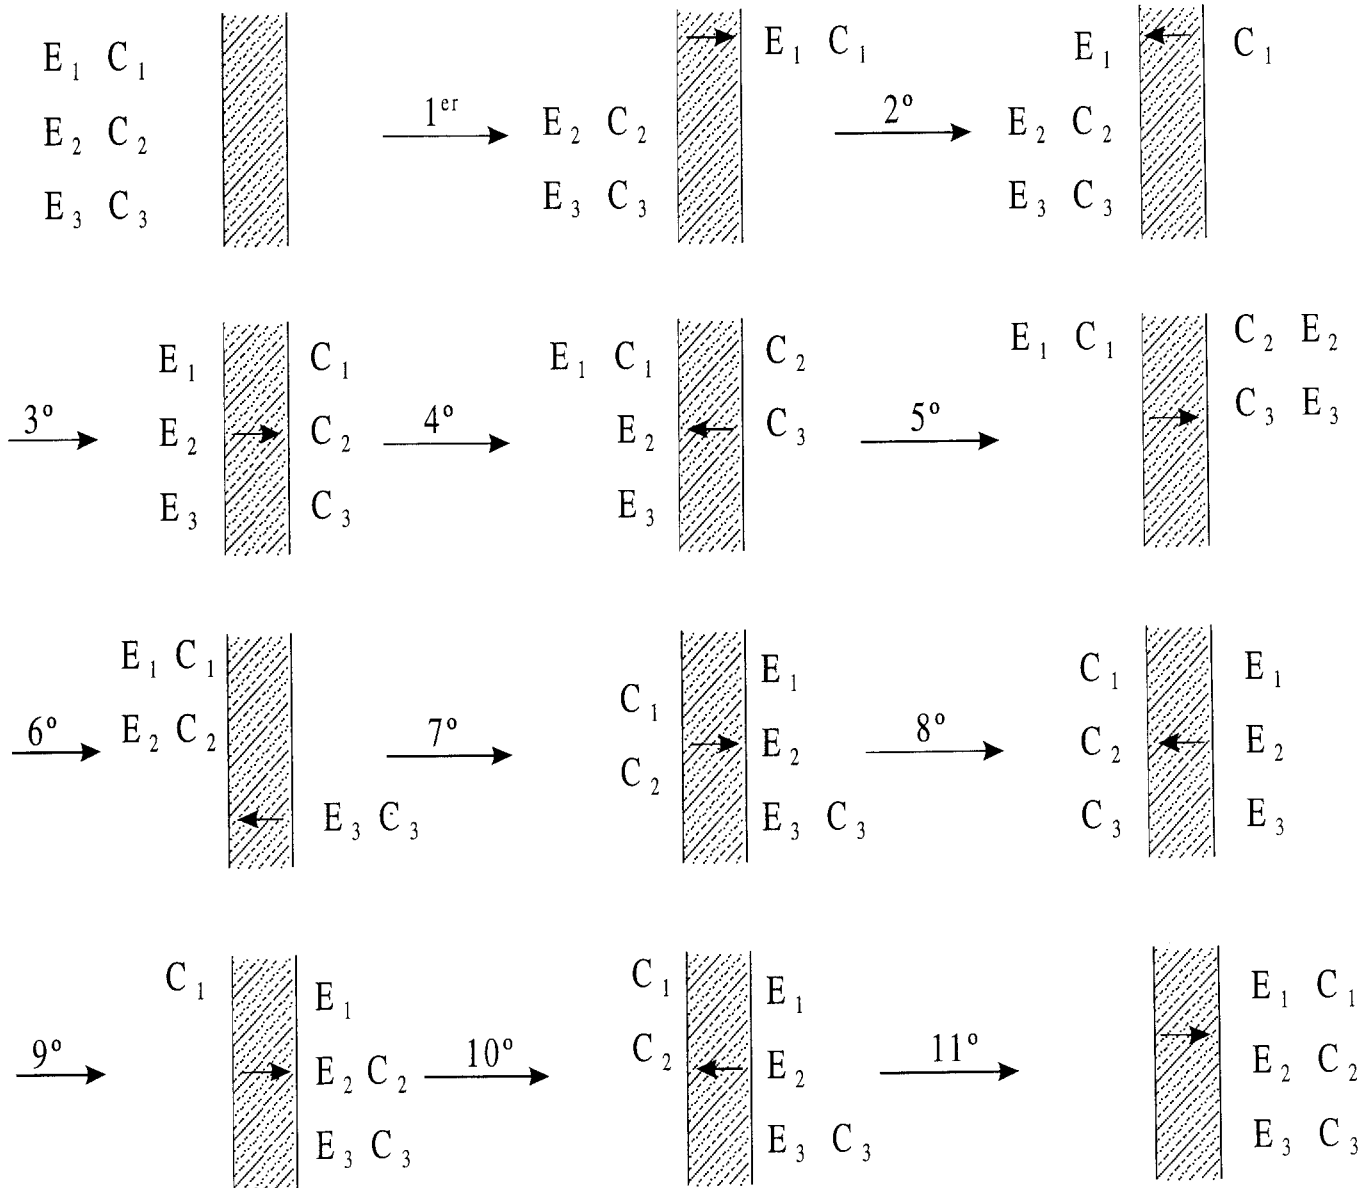 E₁ C₁
E₂ C₂
E₃ C₃
1er
E₁ C₁
E₂ C₂
E₃ C₃
2º
E₁ C₁
E₂ C₂
E₃ C₃
3º
E₁ C₁
E₂ C₂
E₃ C₃
4º
E₁ C₁ C₂
E₂ C₃
E₃
5º
E₁ C₁ C₂ E₂
C₃ E₃
6º
E₁ C₁
E₂ C₂
E₃ C₃
7º
C₁ E₁
C₂ E₂
E₃ C₃
8º
C₁ E₁
C₂ E₂
C₃ E₃
9º
C₁ E₁
E₂ C₂
E₃ C₃
10º
C₁ E₁
C₂ E₂
E₃ C₃
11º
E₁ C₁
E₂ C₂
E₃ C₃